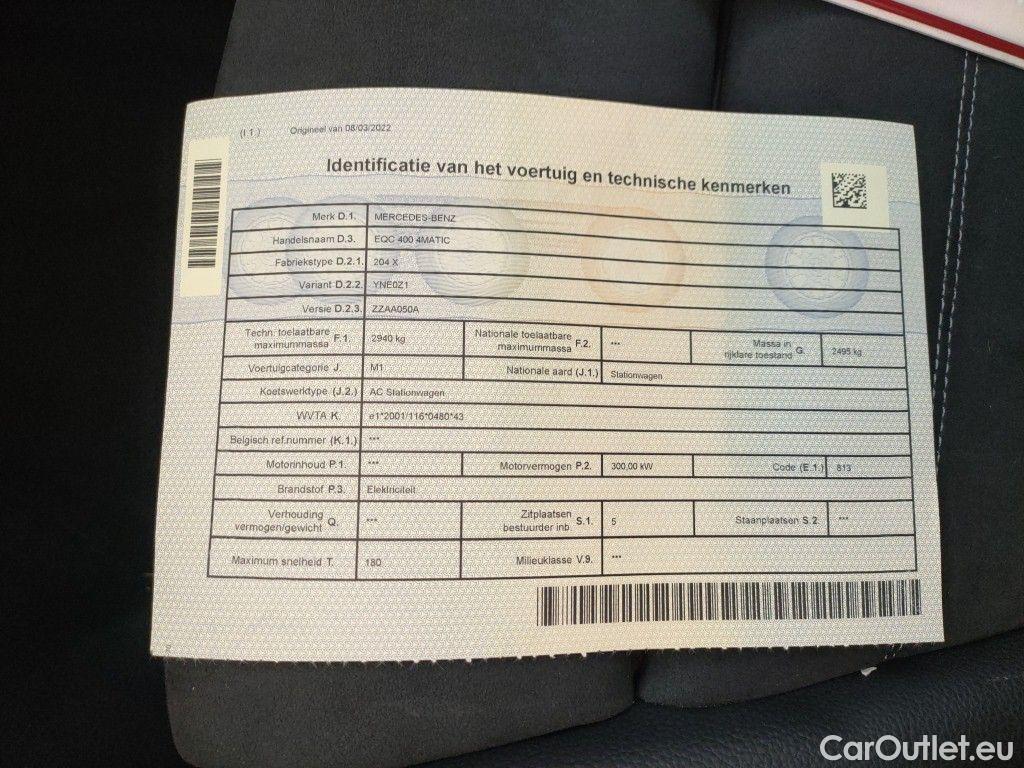 (I.1) Origineel van 08/03/2022
Identificatie van het voertuig en technische kenmerken
Merk D.1. MERCEDES-BENZ
Handelsnaam D.3. EQC 400 4MATIC
Fabriekstype D.2.1. 204 X
Variant D.2.2. YNE0Z1
Versie D.2.3. ZZAA050A
Techn. toelaatbare maximummassa F.1. 2940 kg Nationale toelaatbare maximummassa F.2. *** Massa in rijklare toestand G. 2495 kg
Voertuigcategorie J. M1 Nationale aard (J.1.) Stationwagen
Koetswerktype (J.2.) AC Stationwagen
WVTA K. e1*2001/116*0480*43
Belgisch ref.nummer (K.1.) ***
Motorinhoud P.1. *** Motorvermogen P.2. 300,00 kW Code (E.1.) 813
Brandstof P.3. Elektriciteit
Verhouding vermogen/gewicht Q. *** Zitplaatsen bestuurder inb. S.1. 5 Staanplaatsen S.2. ***
Maximum snelheid T. 180 Milieuklasse V.9. ***
CarOutlet.eu